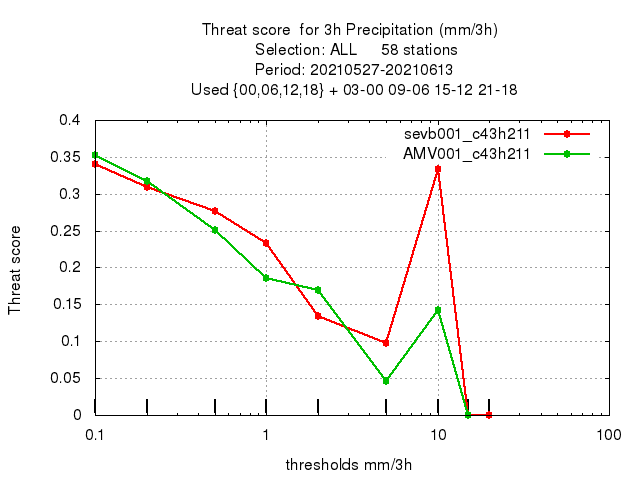 Threat score  for 3h Precipitation (mm/3h)
Selection: ALL     58 stations
Period: 20210527-20210613
Used {00,06,12,18} + 03-00 09-06 15-12 21-18
sevb001_c43h211
AMV001_c43h211
Threat score
0.4
0.35
0.3
0.25
0.2
0.15
0.1
0.05
0
0.1 1 10 100
thresholds mm/3h